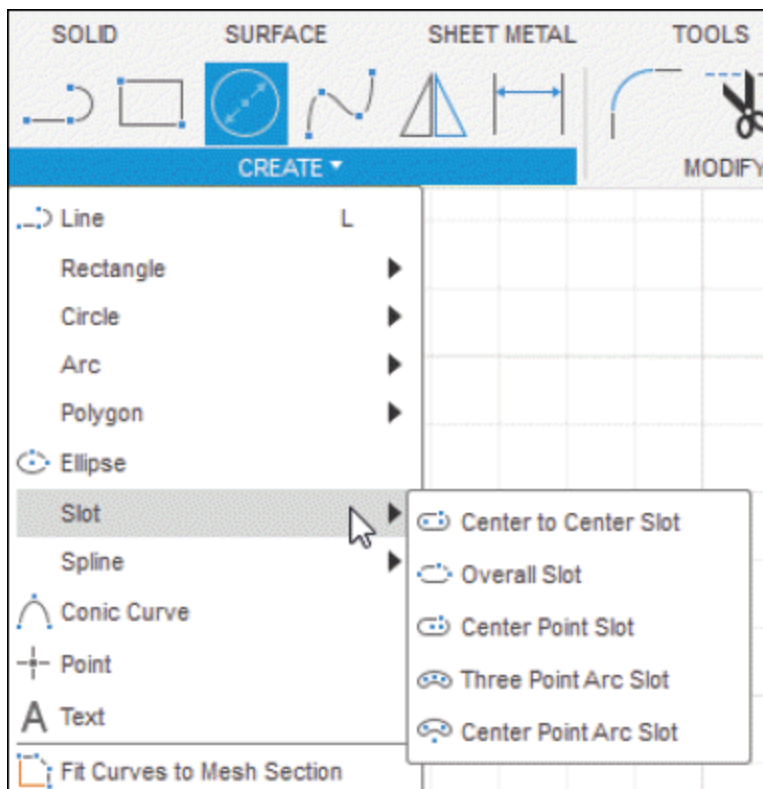 SOLID SURFACE SHEET METAL TOOLS
CREATE MODIFY
Line L
Rectangle
Circle
Arc
Polygon
Ellipse
Slot
Center to Center Slot
Overall Slot
Center Point Slot
Three Point Arc Slot
Center Point Arc Slot
Spline
Conic Curve
Point
A Text
Fit Curves to Mesh Section